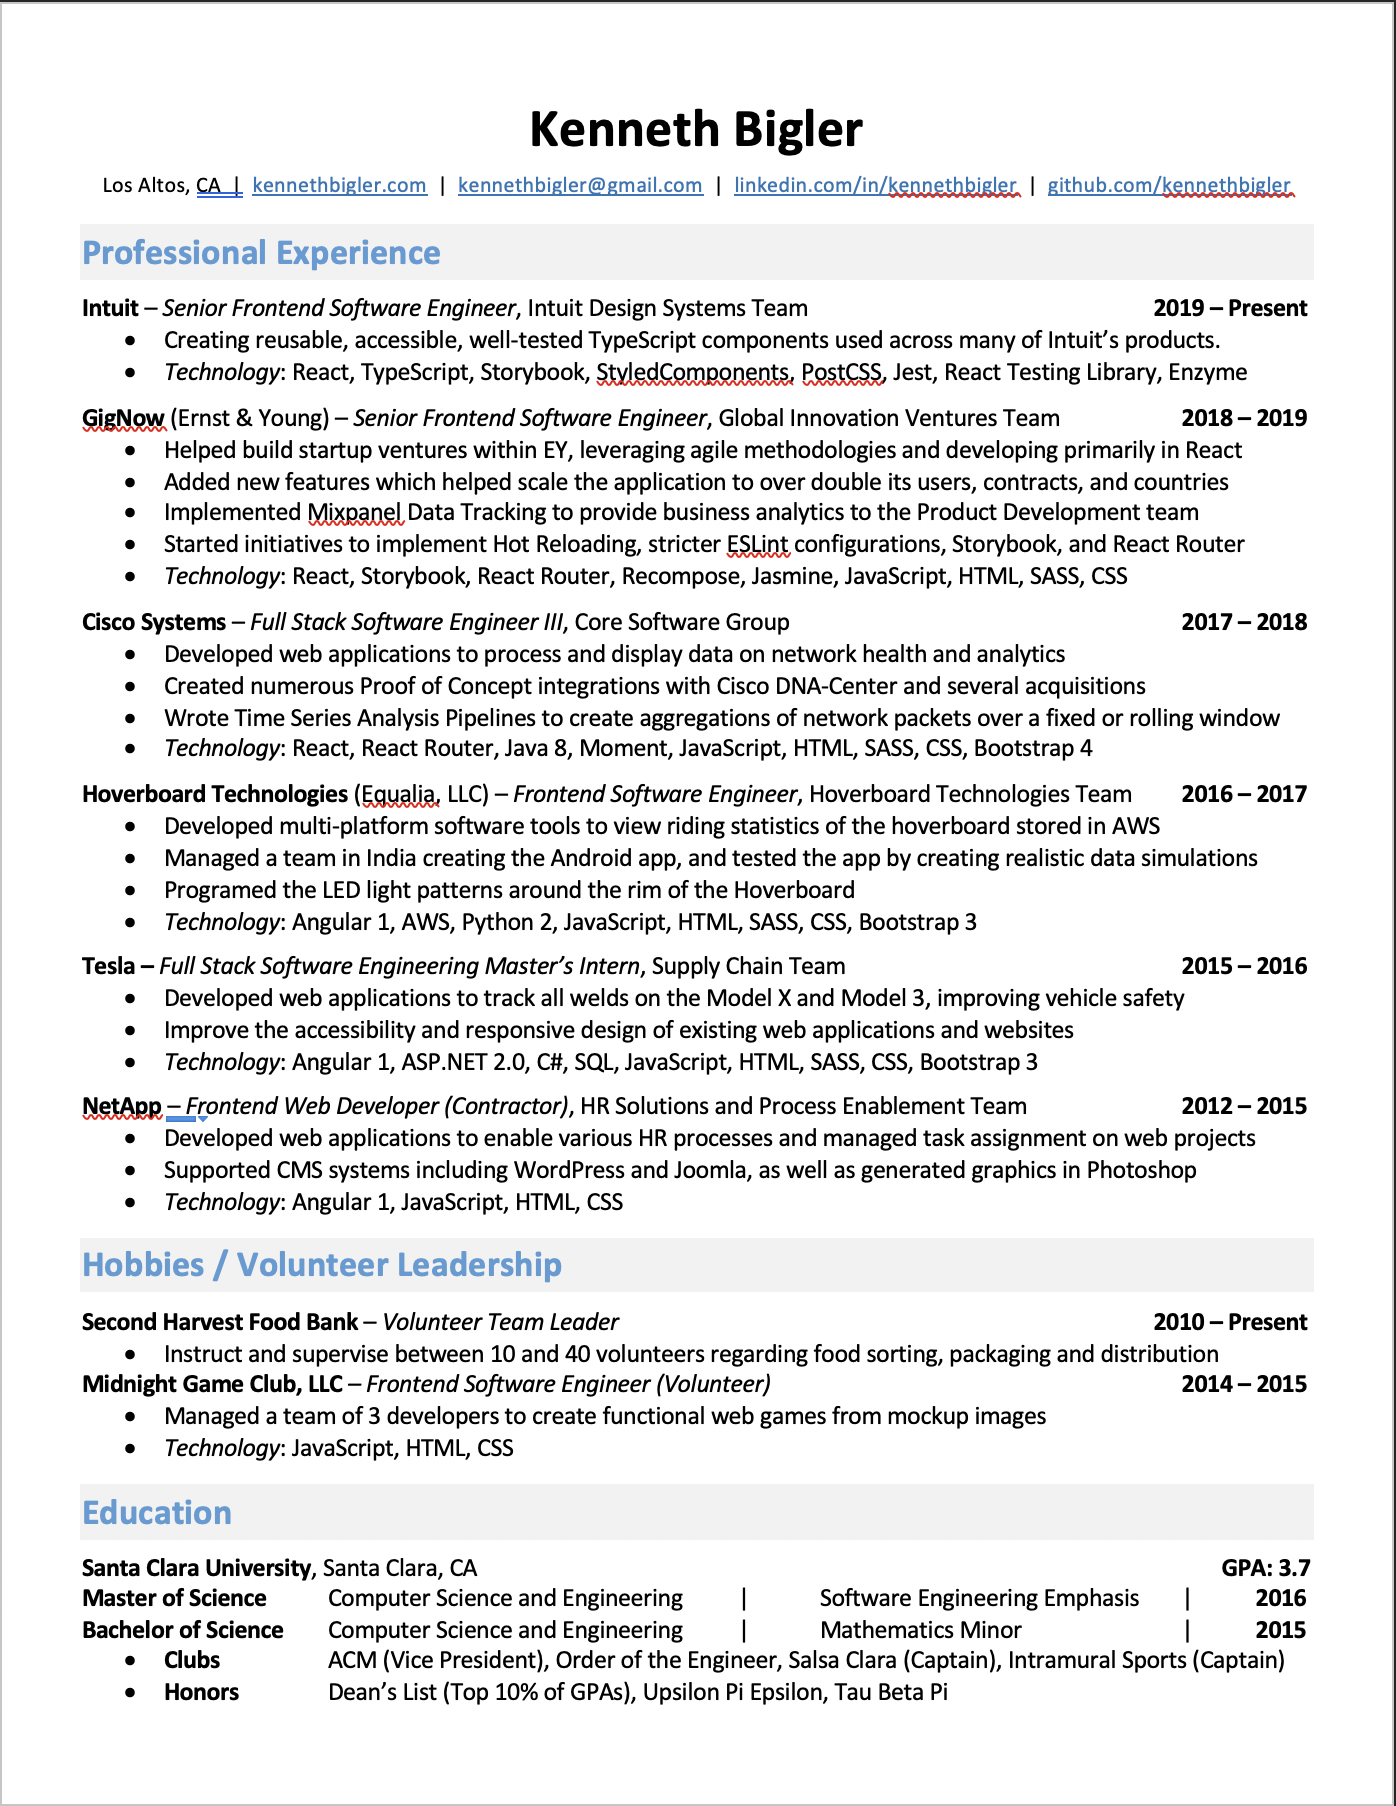 Kenneth Bigler
Los Altos, CA | kennethbigler.com | kennethbigler@gmail.com | linkedin.com/in/kennethbigler | github.com/kennethbigler
Professional Experience
Intuit – Senior Frontend Software Engineer, Intuit Design Systems Team 2019 – Present
• Creating reusable, accessible, well-tested TypeScript components used across many of Intuit’s products.
• Technology: React, TypeScript, Storybook, StyledComponents, PostCSS, Jest, React Testing Library, Enzyme
GigNow (Ernst & Young) – Senior Frontend Software Engineer, Global Innovation Ventures Team 2018 – 2019
• Helped build startup ventures within EY, leveraging agile methodologies and developing primarily in React
• Added new features which helped scale the application to over double its users, contracts, and countries
• Implemented Mixpanel Data Tracking to provide business analytics to the Product Development team
• Started initiatives to implement Hot Reloading, stricter ESLint configurations, Storybook, and React Router
• Technology: React, Storybook, React Router, Recompose, Jasmine, JavaScript, HTML, SASS, CSS
Cisco Systems – Full Stack Software Engineer III, Core Software Group 2017 – 2018
• Developed web applications to process and display data on network health and analytics
• Created numerous Proof of Concept integrations with Cisco DNA-Center and several acquisitions
• Wrote Time Series Analysis Pipelines to create aggregations of network packets over a fixed or rolling window
• Technology: React, React Router, Java 8, Moment, JavaScript, HTML, SASS, CSS, Bootstrap 4
Hoverboard Technologies (Equalia, LLC) – Frontend Software Engineer, Hoverboard Technologies Team 2016 – 2017
• Developed multi-platform software tools to view riding statistics of the hoverboard stored in AWS
• Managed a team in India creating the Android app, and tested the app by creating realistic data simulations
• Programed the LED light patterns around the rim of the Hoverboard
• Technology: Angular 1, AWS, Python 2, JavaScript, HTML, SASS, CSS, Bootstrap 3
Tesla – Full Stack Software Engineering Master’s Intern, Supply Chain Team 2015 – 2016
• Developed web applications to track all welds on the Model X and Model 3, improving vehicle safety
• Improve the accessibility and responsive design of existing web applications and websites
• Technology: Angular 1, ASP.NET 2.0, C#, SQL, JavaScript, HTML, SASS, CSS, Bootstrap 3
NetApp – Frontend Web Developer (Contractor), HR Solutions and Process Enablement Team 2012 – 2015
• Developed web applications to enable various HR processes and managed task assignment on web projects
• Supported CMS systems including WordPress and Joomla, as well as generated graphics in Photoshop
• Technology: Angular 1, JavaScript, HTML, CSS
Hobbies / Volunteer Leadership
Second Harvest Food Bank – Volunteer Team Leader 2010 – Present
• Instruct and supervise between 10 and 40 volunteers regarding food sorting, packaging and distribution
Midnight Game Club, LLC – Frontend Software Engineer (Volunteer) 2014 – 2015
• Managed a team of 3 developers to create functional web games from mockup images
• Technology: JavaScript, HTML, CSS
Education
Santa Clara University, Santa Clara, CA GPA: 3.7
Master of Science Computer Science and Engineering | Software Engineering Emphasis | 2016
Bachelor of Science Computer Science and Engineering | Mathematics Minor | 2015
• Clubs ACM (Vice President), Order of the Engineer, Salsa Clara (Captain), Intramural Sports (Captain)
• Honors Dean’s List (Top 10% of GPAs), Upsilon Pi Epsilon, Tau Beta Pi